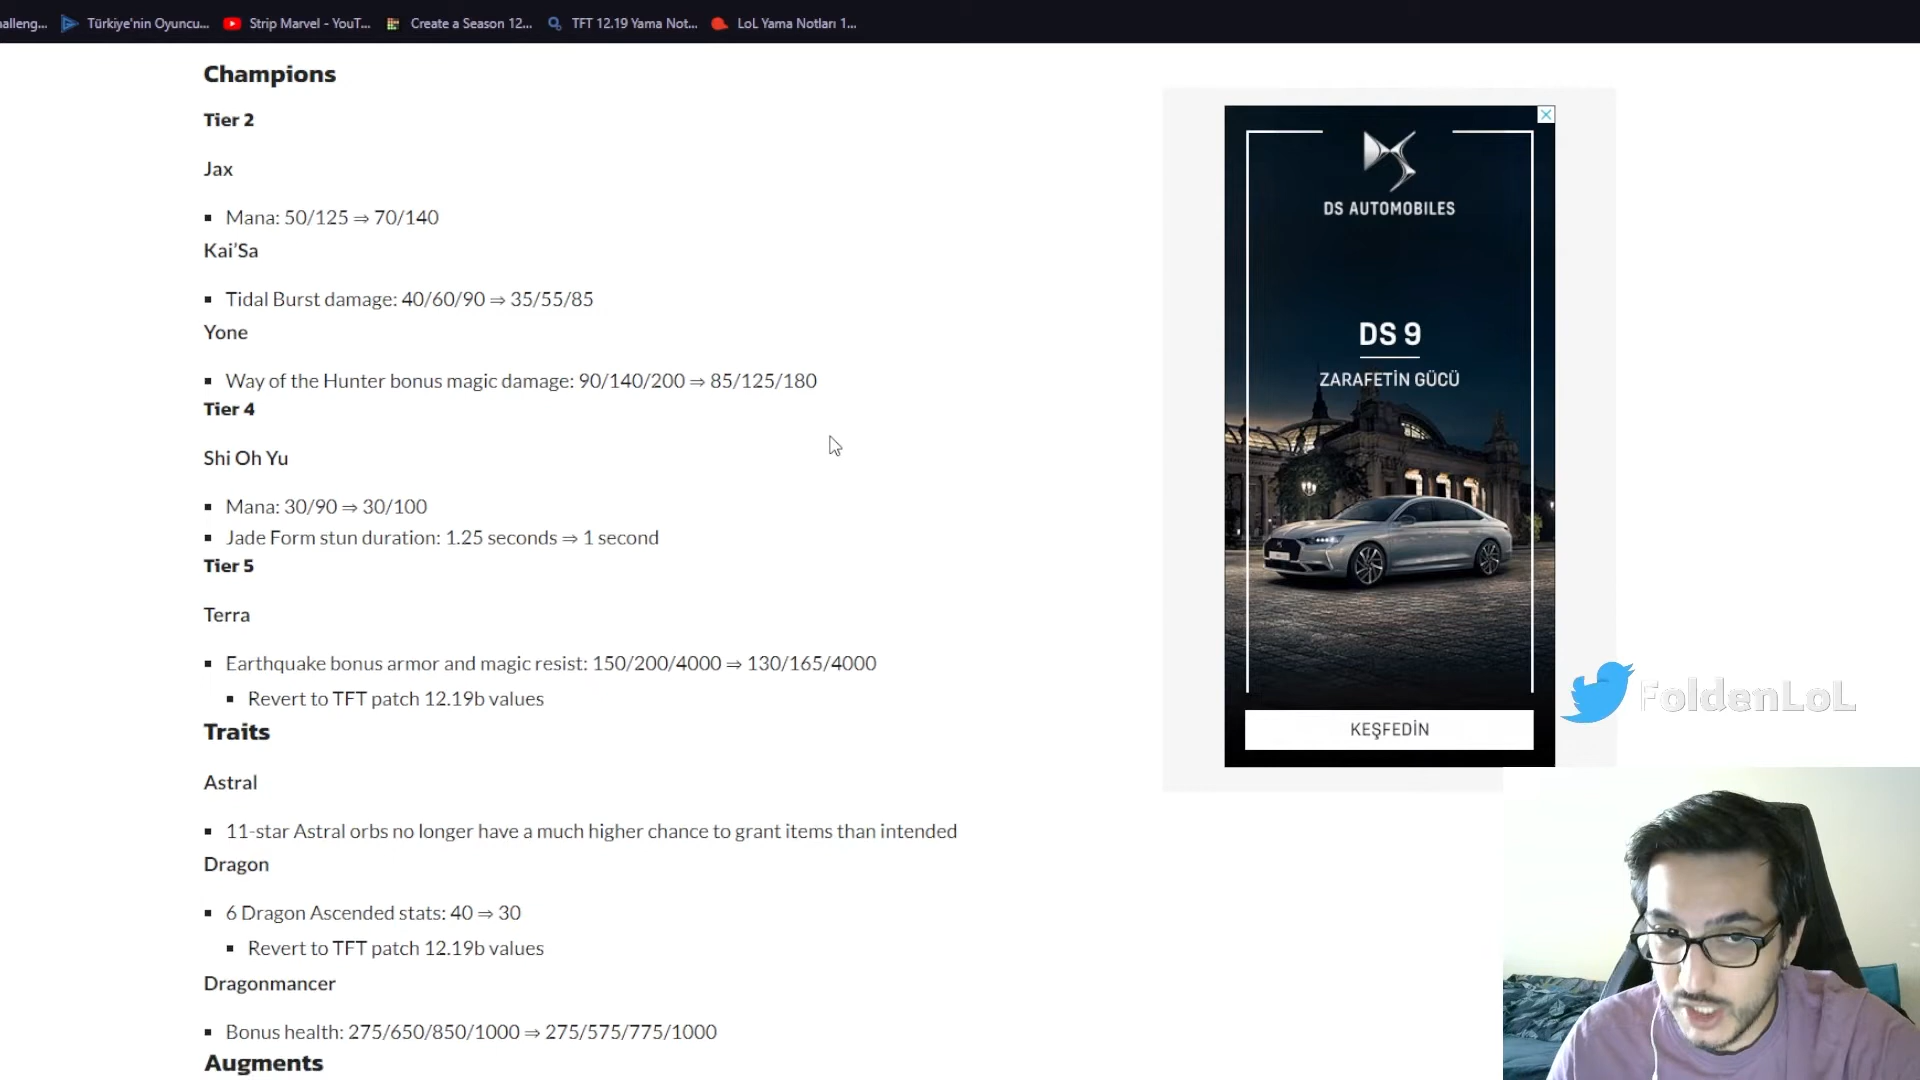 halleng...
Türkiye'nin Oyuncu...
Strip Marvel - YouT...
Create a Season 12...
TFT 12.19 Yama Not...
LoL Yama Notları 1...
Champions
Tier 2
Jax
Mana: 50/125 ⇒ 70/140
Kai’Sa
Tidal Burst damage: 40/60/90 ⇒ 35/55/85
Yone
Way of the Hunter bonus magic damage: 90/140/200 ⇒ 85/125/180
Tier 4
Shi Oh Yu
Mana: 30/90 ⇒ 30/100
Jade Form stun duration: 1.25 seconds ⇒ 1 second
Tier 5
Terra
Earthquake bonus armor and magic resist: 150/200/4000 ⇒ 130/165/4000
Revert to TFT patch 12.19b values
Traits
Astral
11-star Astral orbs no longer have a much higher chance to grant items than intended
Dragon
6 Dragon Ascended stats: 40 ⇒ 30
Revert to TFT patch 12.19b values
Dragonmancer
Bonus health: 275/650/850/1000 ⇒ 275/575/775/1000
Augments
DS AUTOMOBILES
DS 9
ZARAFETİN GÜCÜ
KEŞFEDİN
FoldenLoL